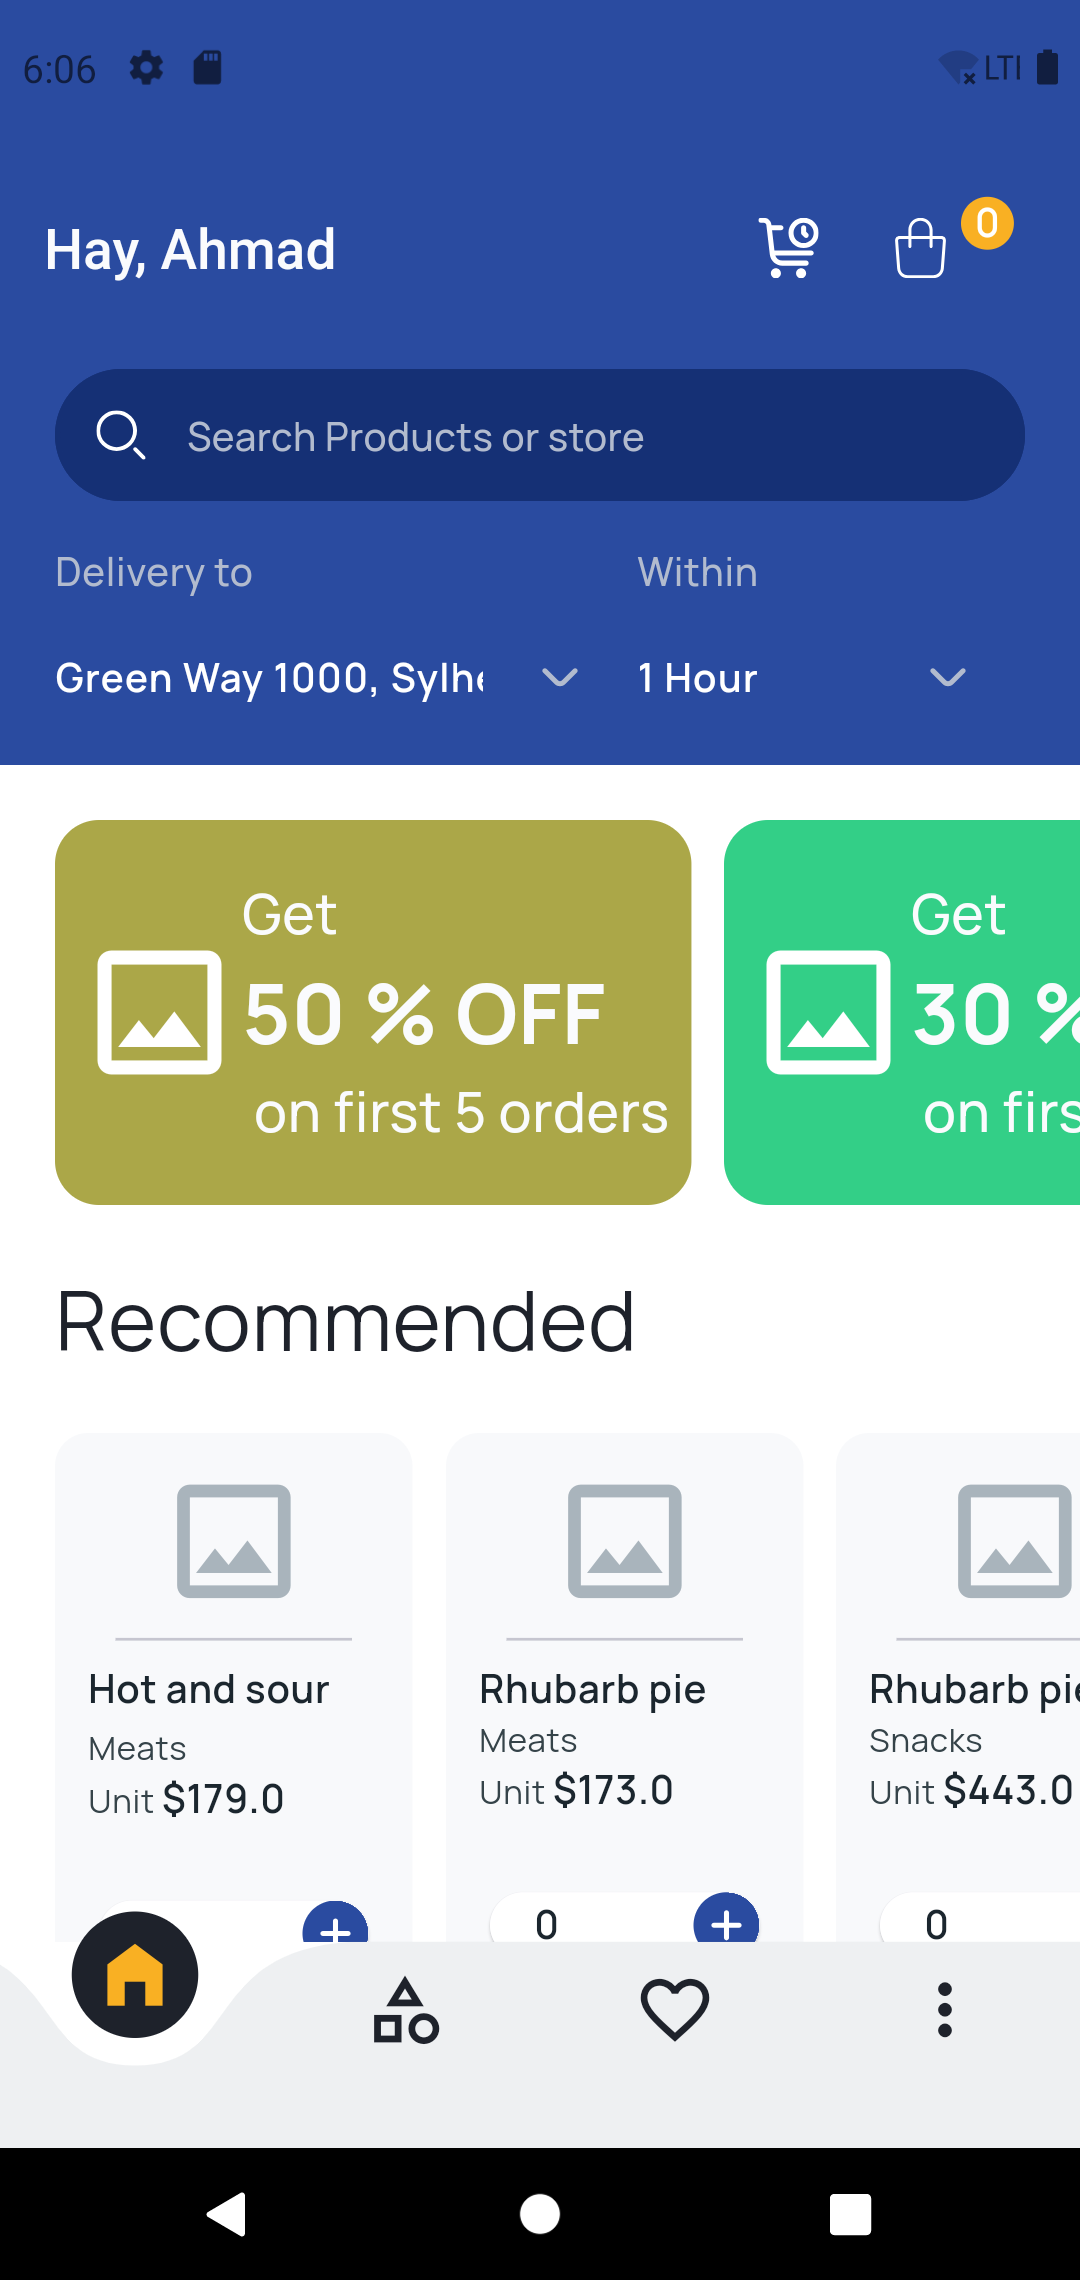 6:06
LTI
Hay, Ahmad
0
Search Products or store
Delivery to
Within
Green Way 1000, Sylhe
1 Hour
Get
50 % OFF
on first 5 orders
Get
30 %
on firs
Recommended
Hot and sour
Meats
Unit $179.0
Rhubarb pie
Meats
Unit $173.0
0
Rhubarb pie
Snacks
Unit $443.0
0